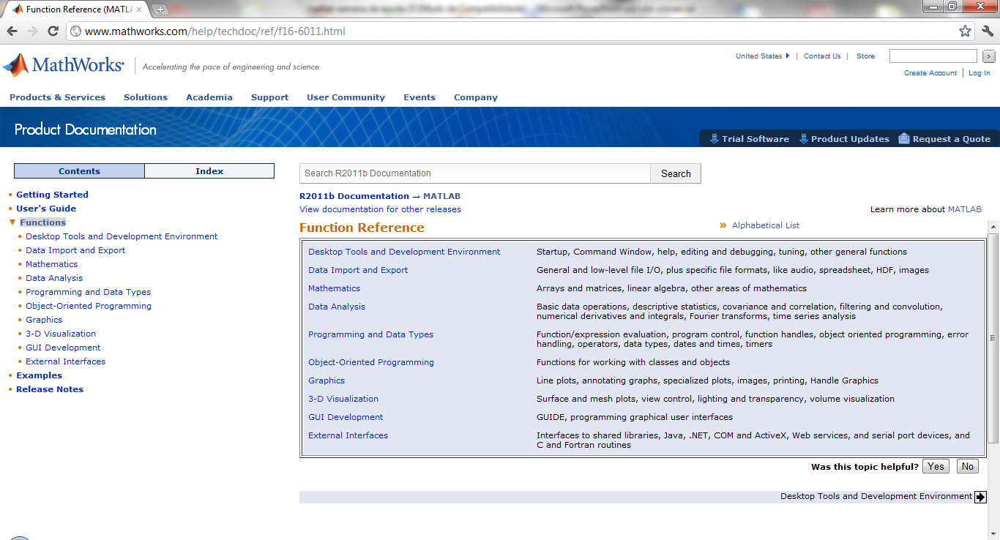 Function Reference (MATL
www.mathworks.com/help/techdoc/ref/f16-6011.html
MathWorks® Accelerating the pace of engineering and science
United States | Contact Us | Store
Create Account | Log In
Products & Services Solutions Academia Support User Community Events Company
Product Documentation
Trial Software Product Updates Request a Quote
Contents Index
Getting Started
User's Guide
Functions
Desktop Tools and Development Environment
Data Import and Export
Mathematics
Data Analysis
Programming and Data Types
Object-Oriented Programming
Graphics
3-D Visualization
GUI Development
External Interfaces
Examples
Release Notes
Search R2011b Documentation Search
R2011b Documentation → MATLAB
View documentation for other releases Learn more about MATLAB
Function Reference » Alphabetical List
Desktop Tools and Development Environment Startup, Command Window, help, editing and debugging, tuning, other general functions
Data Import and Export General and low-level file I/O, plus specific file formats, like audio, spreadsheet, HDF, images
Mathematics Arrays and matrices, linear algebra, other areas of mathematics
Data Analysis Basic data operations, descriptive statistics, covariance and correlation, filtering and convolution,
numerical derivatives and integrals, Fourier transforms, time series analysis
Programming and Data Types Function/expression evaluation, program control, function handles, object oriented programming, error
handling, operators, data types, dates and times, timers
Object-Oriented Programming Functions for working with classes and objects
Graphics Line plots, annotating graphs, specialized plots, images, printing, Handle Graphics
3-D Visualization Surface and mesh plots, view control, lighting and transparency, volume visualization
GUI Development GUIDE, programming graphical user interfaces
External Interfaces Interfaces to shared libraries, Java, .NET, COM and ActiveX, Web services, and serial port devices, and
C and Fortran routines
Was this topic helpful? Yes No
Desktop Tools and Development Environment